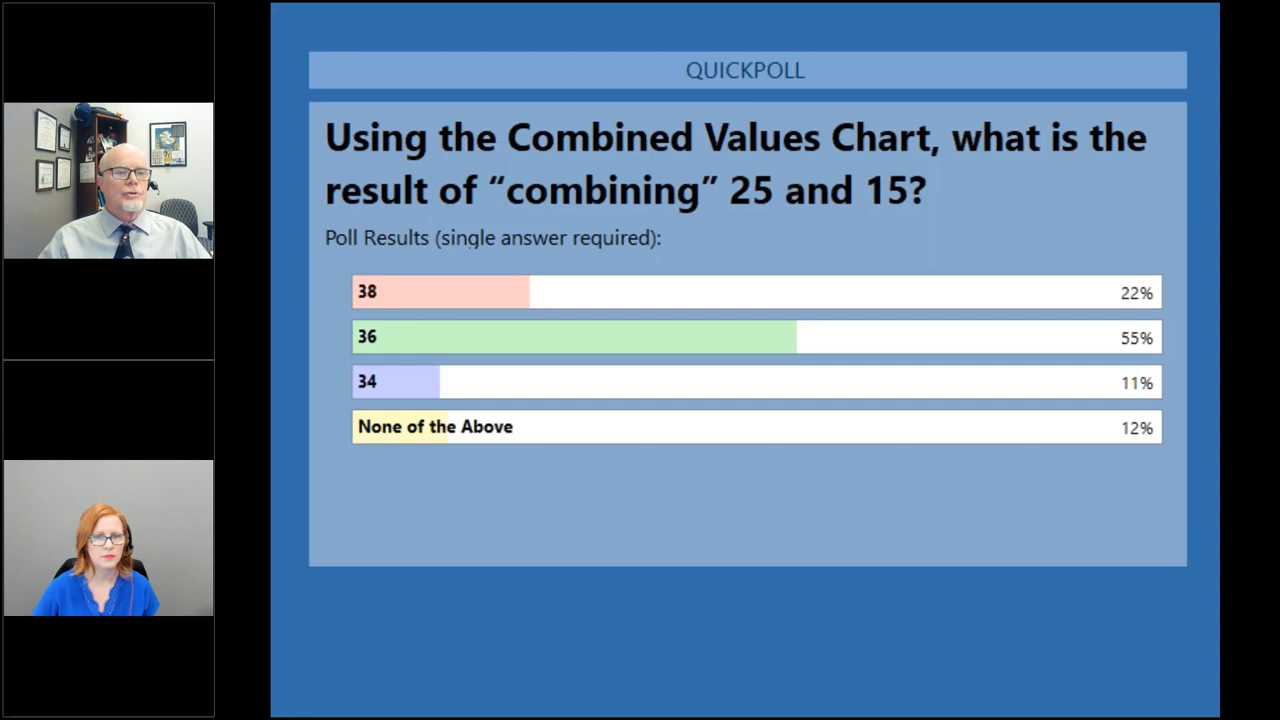 QUICKPOLL
Using the Combined Values Chart, what is the
result of “combining” 25 and 15?
Poll Results (single answer required):
38 22%
36 55%
34 11%
None of the Above 12%